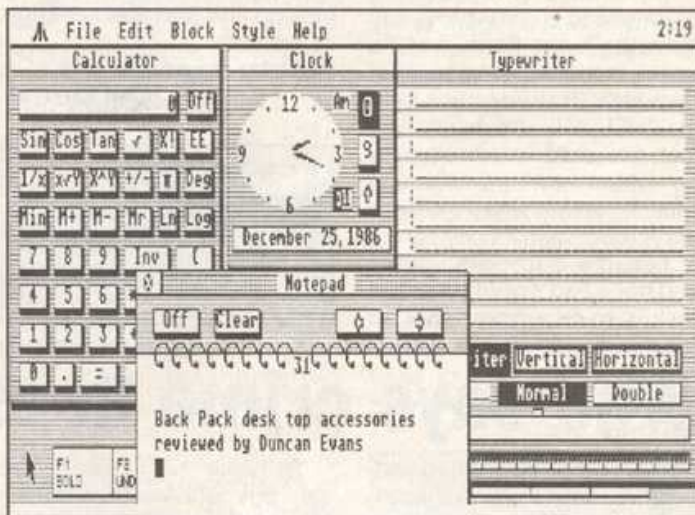 File Edit Block Style Help 2:19
Calculator
0 Off
Sin Cos Tan √ X! EE
1/x x√Y X^Y +/- π Deg
Min M+ M- Mr Ln Log
7 8 9 Inv (
4 5 6
1 2 3
0 . =
Clock
12
Am
9 3
6
December 25, 1986
Typewriter
Notepad
Off Clear
31
Back Pack desk top accessories
reviewed by Duncan Evans
Vertical Horizontal
Normal Double
F1 F2
BOLD UND